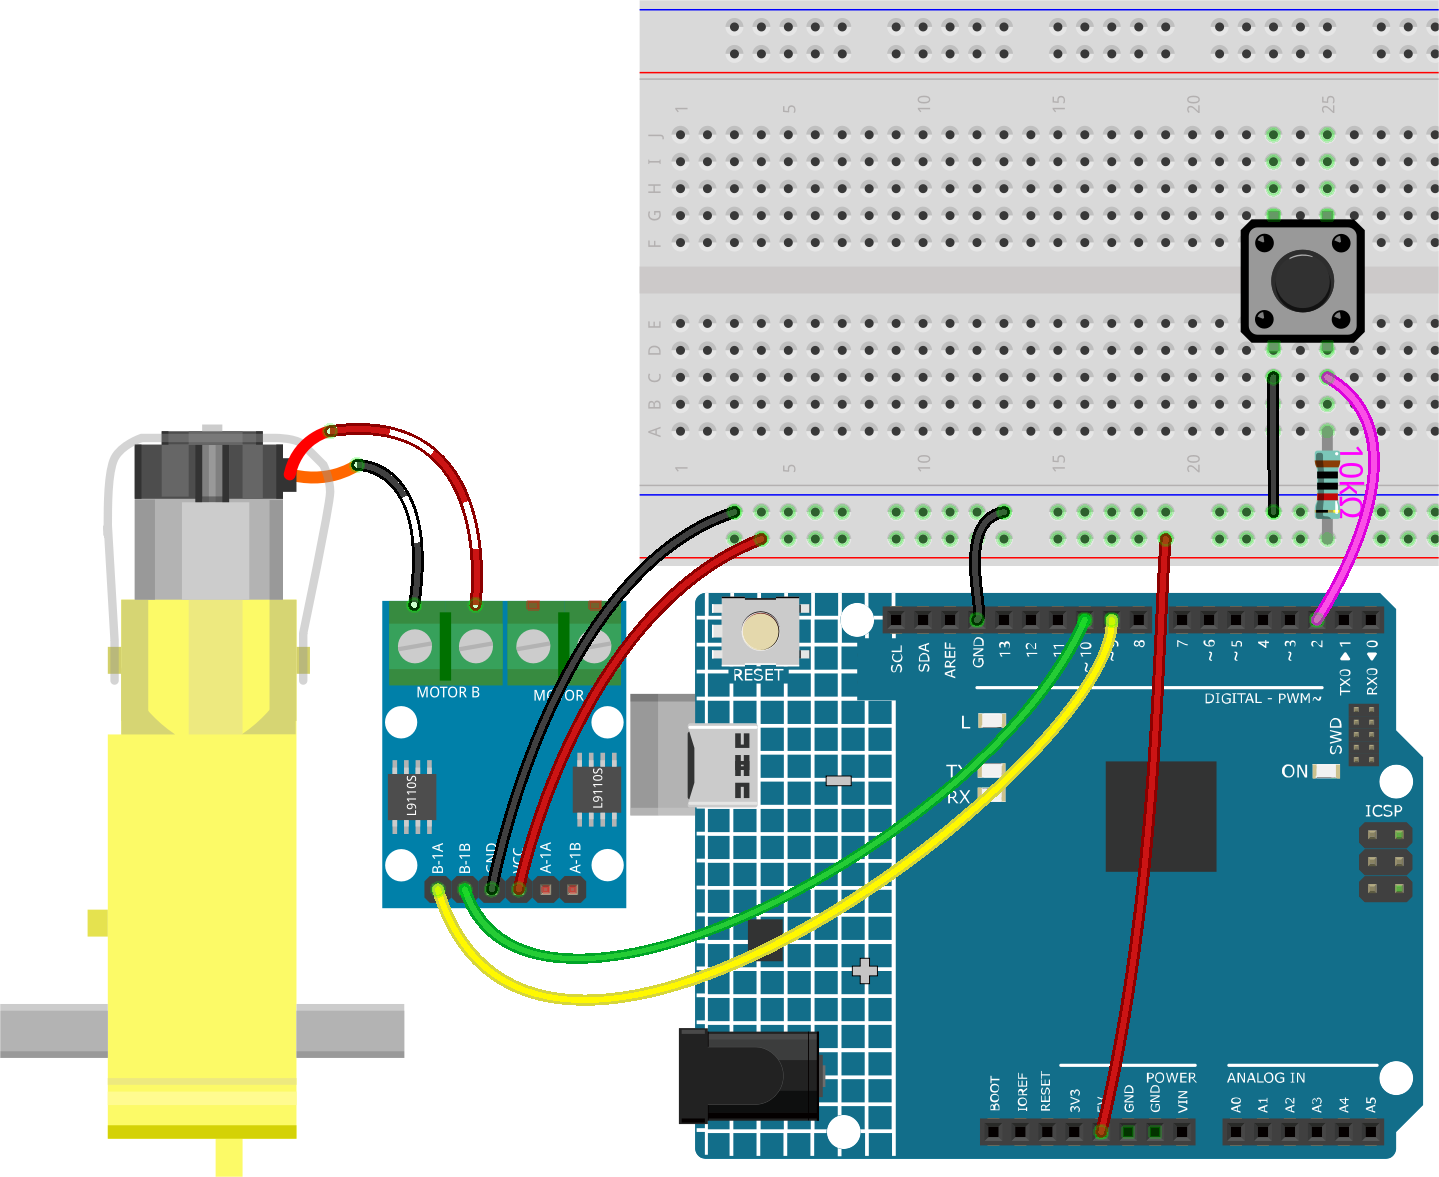 1 5 10 15 20 25
J
I
H
G
F
E
D
C
B
A
1 5 10 15 20
10kΩ
MOTOR B
MOTOR
L9110S
L9110S
B-1A
B-1B
GND
VCC
A-1A
A-1B
RESET
SCL
SDA
AREF
GND
13
12
11
~10
~9
8
7
~6
~5
4
~3
2
TX0 ▶ 1
RX0 ◀ 0
DIGITAL - PWM~
L
TX
RX
SWD
ON
ICSP
BOOT
IOREF
RESET
3V3
5V
GND
GND
VIN
POWER
ANALOG IN
A0
A1
A2
A3
A4
A5